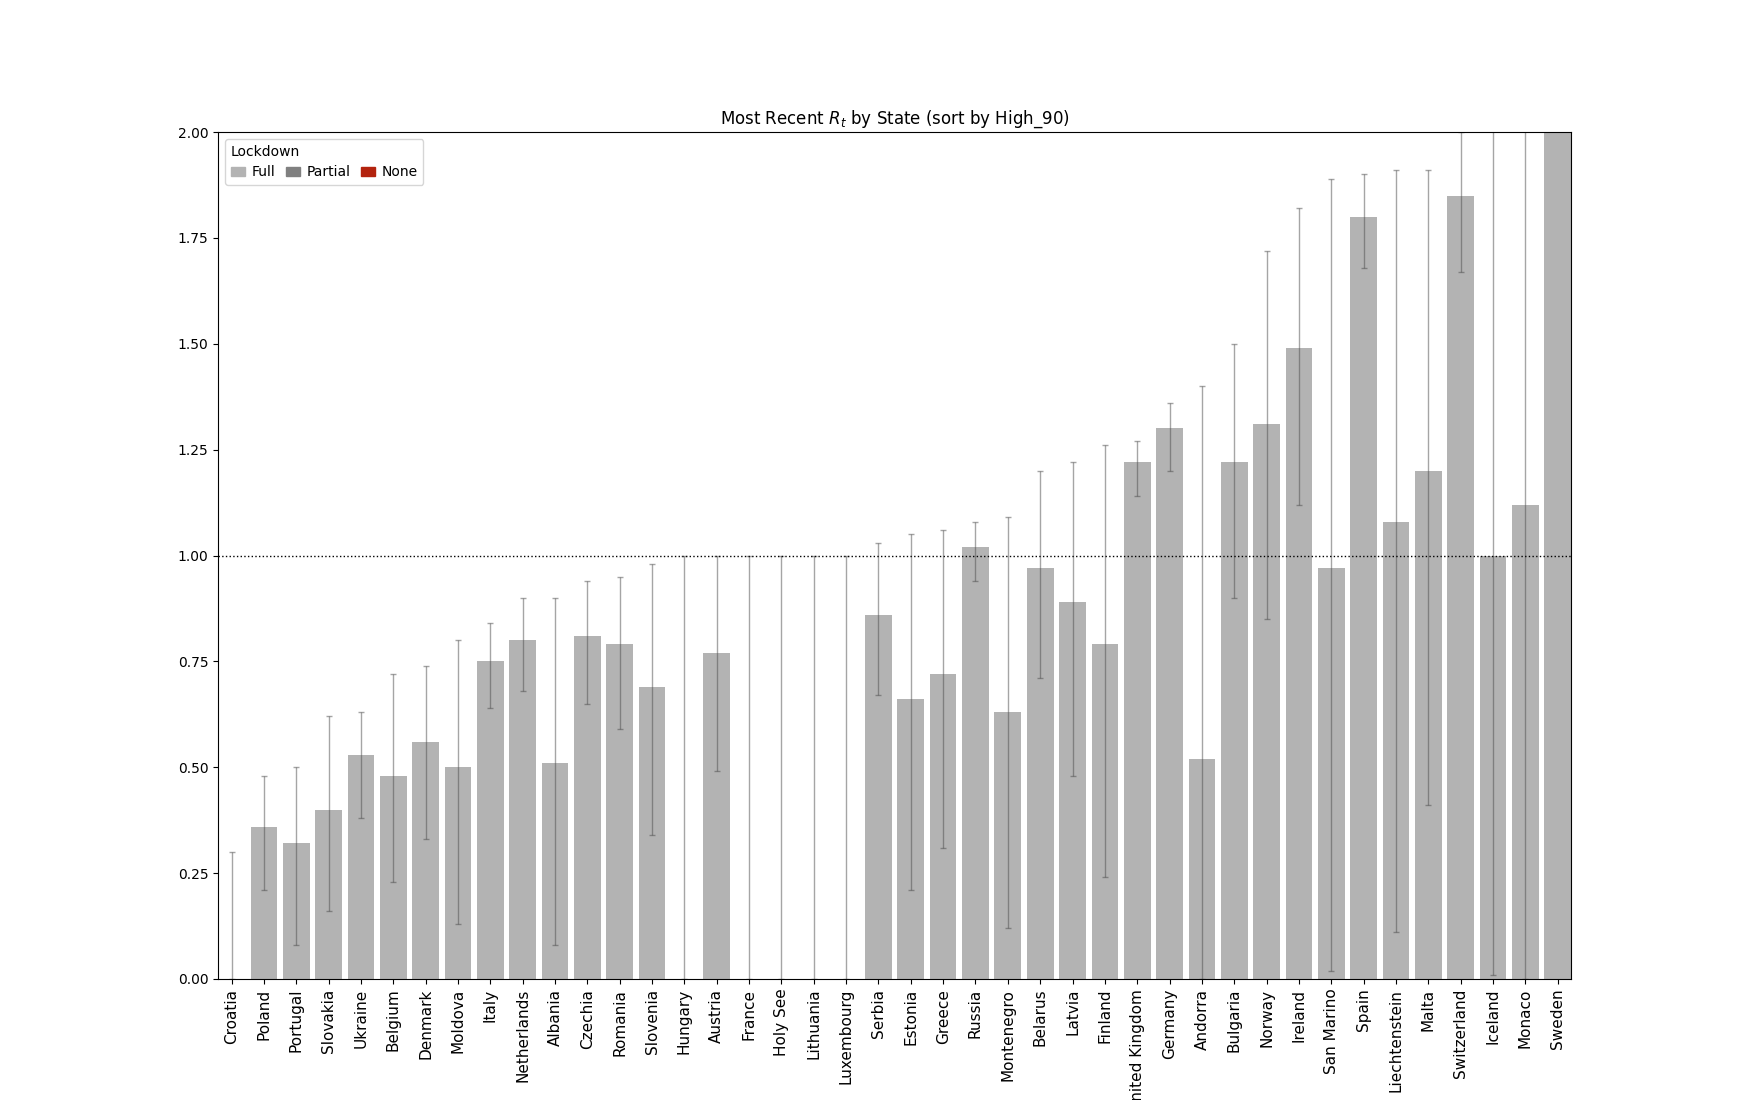 Most Recent R_t by State (sort by High_90)
Lockdown
Full Partial None
2.00
1.75
1.50
1.25
1.00
0.75
0.50
0.25
0.00
Croatia
Poland
Portugal
Slovakia
Ukraine
Belgium
Denmark
Moldova
Italy
Netherlands
Albania
Czechia
Romania
Slovenia
Hungary
Austria
France
Holy See
Lithuania
Luxembourg
Serbia
Estonia
Greece
Russia
Montenegro
Belarus
Latvia
Finland
nited Kingdom
Germany
Andorra
Bulgaria
Norway
Ireland
San Marino
Spain
Liechtenstein
Malta
Switzerland
Iceland
Monaco
Sweden